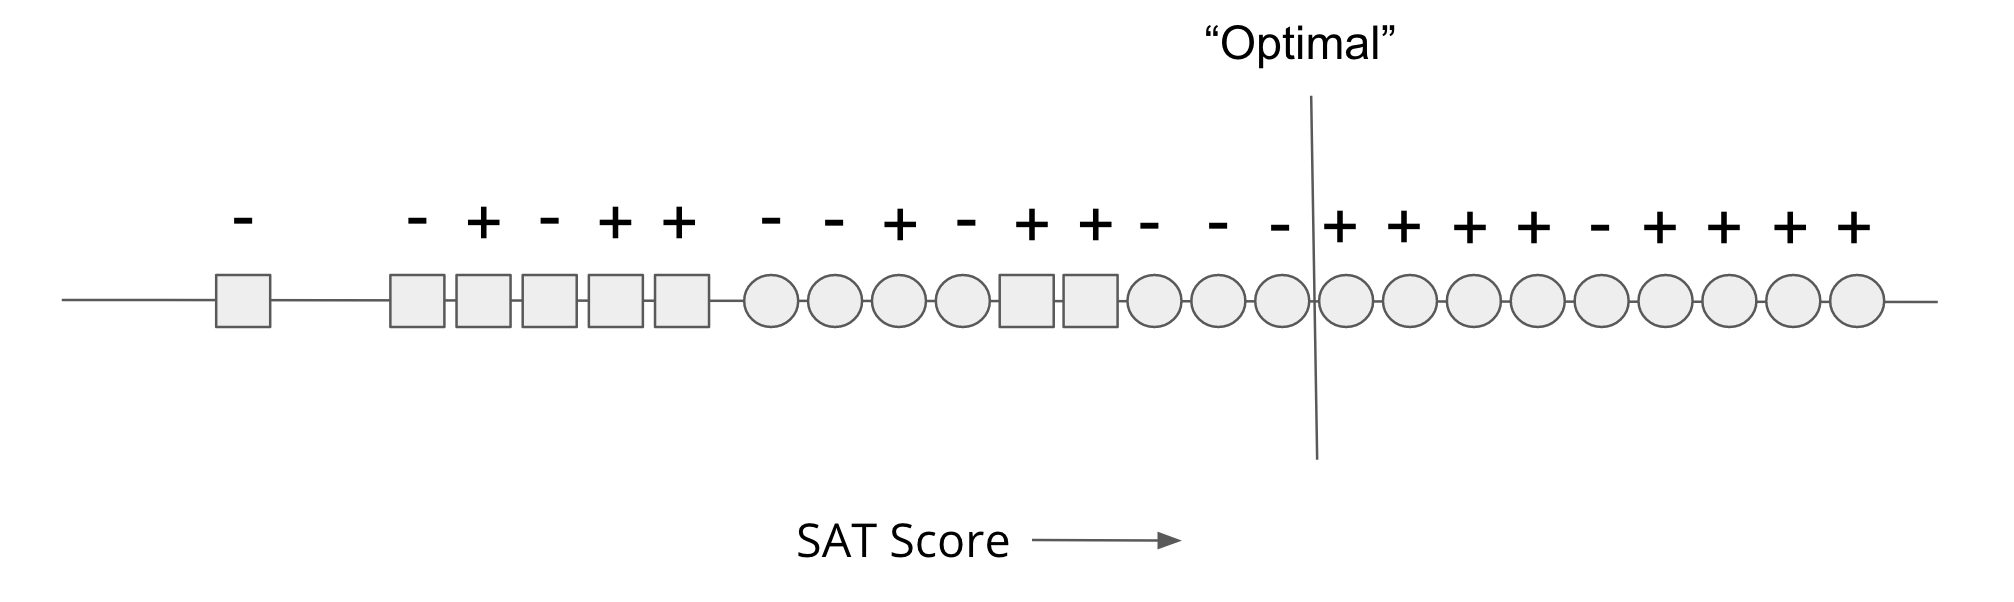 “Optimal”
- - + - + + - - + - + + - - - + + + + - + + + +
SAT Score